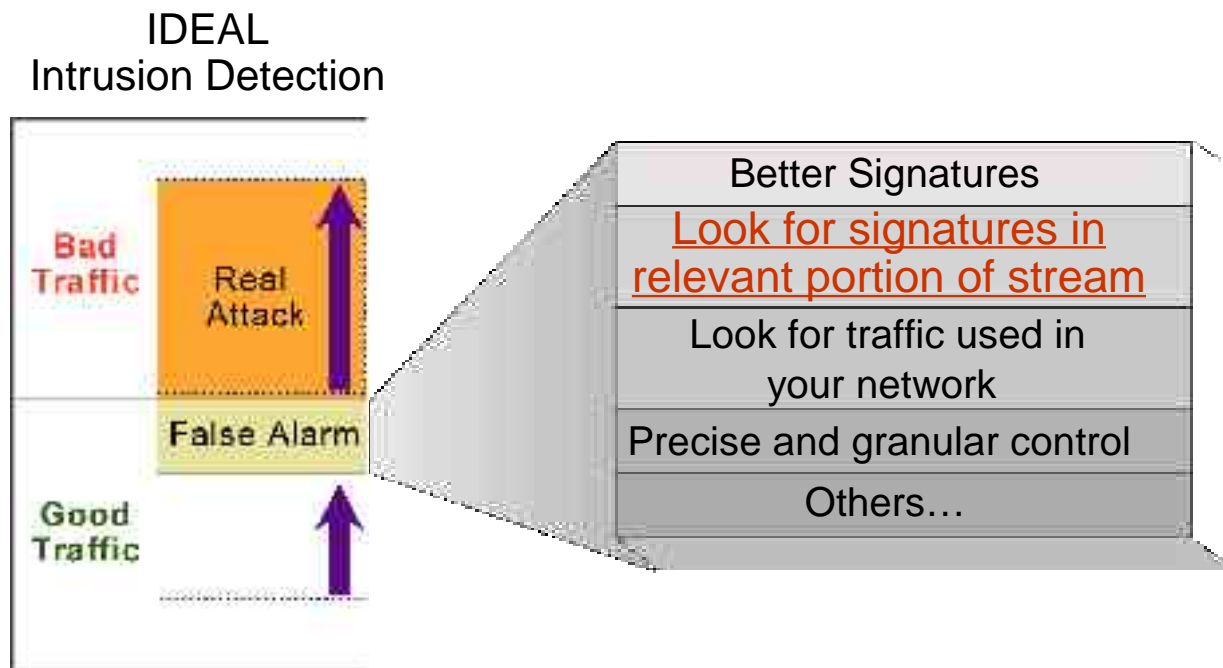 IDEAL
Intrusion Detection
Bad
Traffic
Real
Attack
False Alarm
Good
Traffic
Better Signatures
Look for signatures in
relevant portion of stream
Look for traffic used in
your network
Precise and granular control
Others…